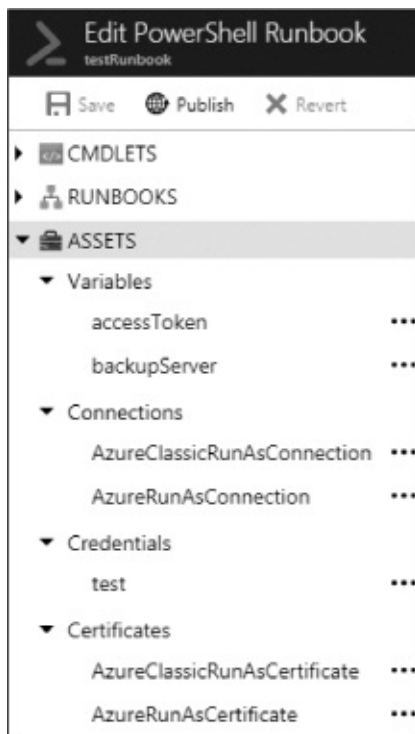 Edit PowerShell Runbook
testRunbook
Save Publish Revert
CMDLETS
RUNBOOKS
ASSETS
Variables
accessToken
backupServer
Connections
AzureClassicRunAsConnection
AzureRunAsConnection
Credentials
test
Certificates
AzureClassicRunAsCertificate
AzureRunAsCertificate